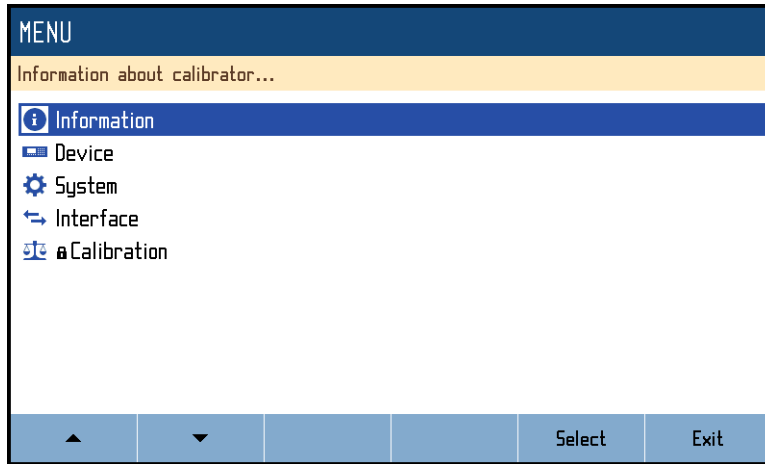 MENU
Information about calibrator...
Information
Device
System
Interface
Calibration
Select Exit